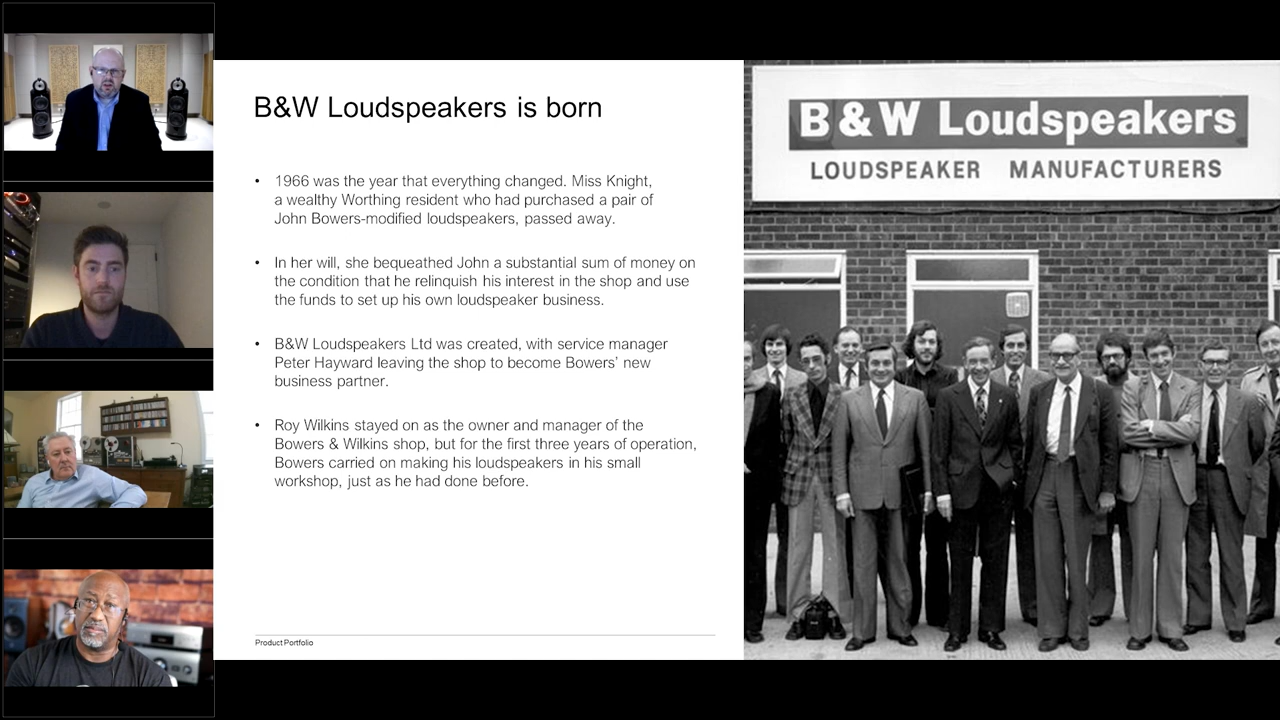 B&W Loudspeakers is born
• 1966 was the year that everything changed. Miss Knight,
a wealthy Worthing resident who had purchased a pair of
John Bowers-modified loudspeakers, passed away.
• In her will, she bequeathed John a substantial sum of money on
the condition that he relinquish his interest in the shop and use
the funds to set up his own loudspeaker business.
• B&W Loudspeakers Ltd was created, with service manager
Peter Hayward leaving the shop to become Bowers’ new
business partner.
• Roy Wilkins stayed on as the owner and manager of the
Bowers & Wilkins shop, but for the first three years of operation,
Bowers carried on making his loudspeakers in his small
workshop, just as he had done before.
Product Portfolio
B&W Loudspeakers
LOUDSPEAKER MANUFACTURERS